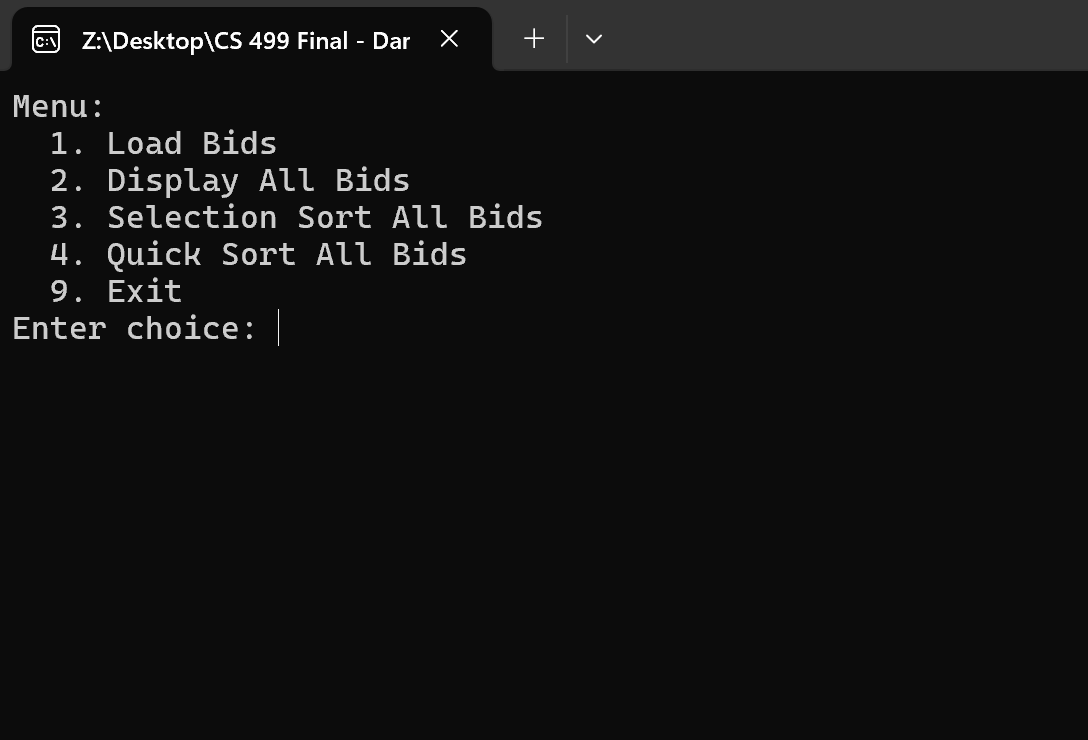 Z:\Desktop\CS 499 Final - Dar
Menu:
  1. Load Bids
  2. Display All Bids
  3. Selection Sort All Bids
  4. Quick Sort All Bids
  9. Exit
Enter choice: